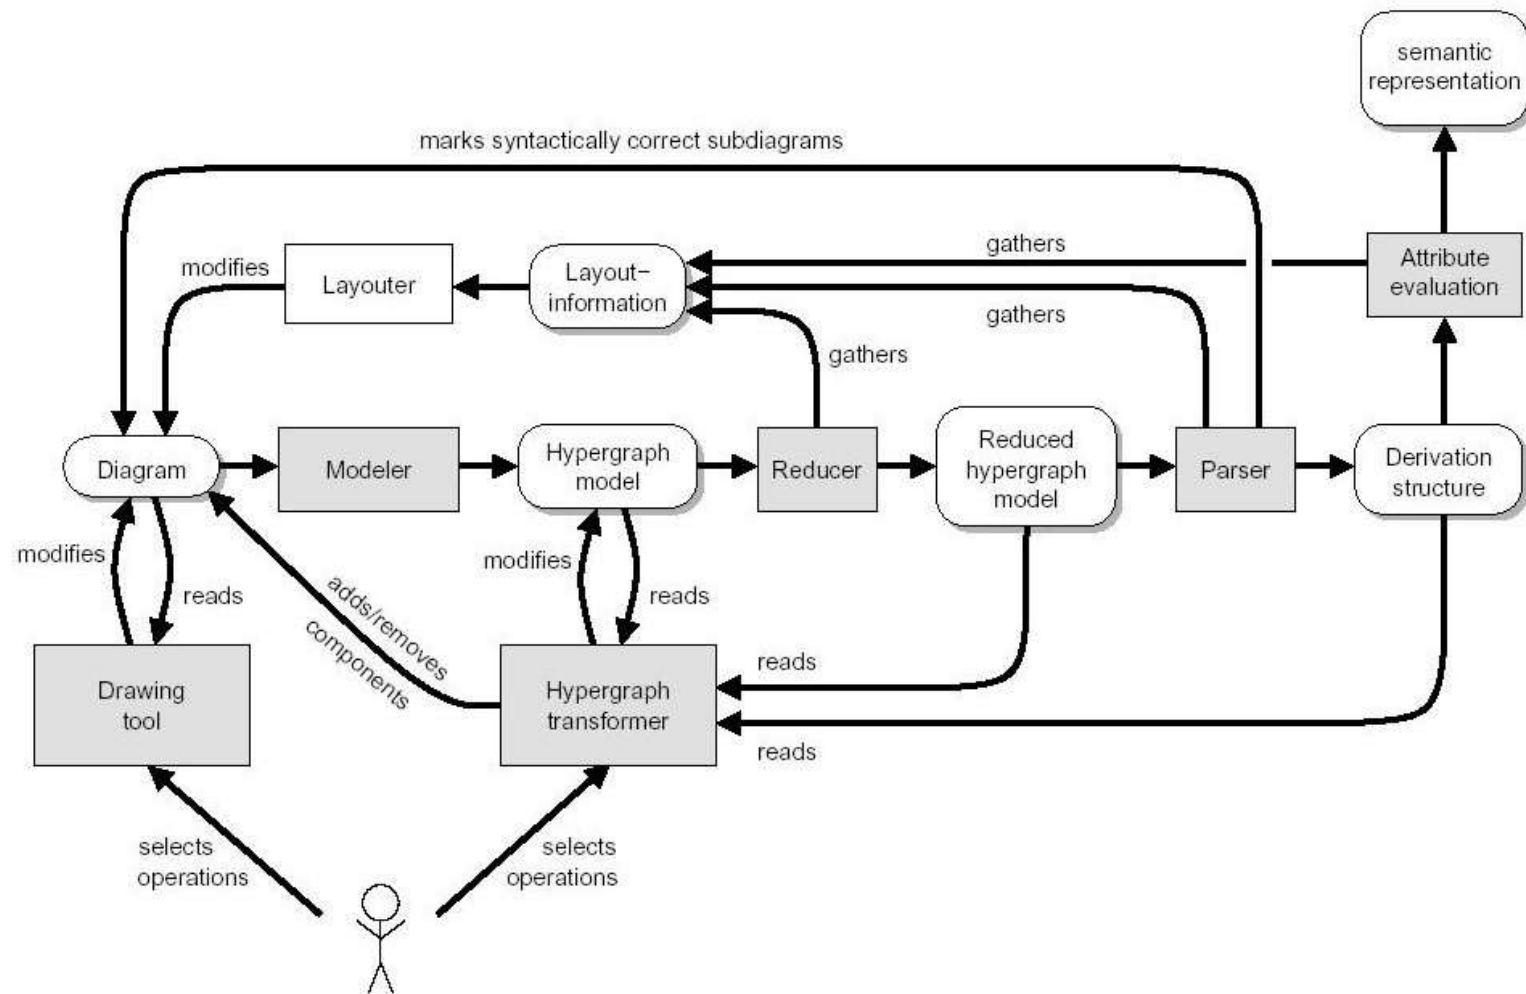 semantic
representation
marks syntactically correct subdiagrams
gathers
Attribute
evaluation
modifies
Layouter
Layout-
information
gathers
gathers
Diagram
Modeler
Hypergraph
model
Reducer
Reduced
hypergraph
model
Parser
Derivation
structure
modifies
reads
modifies
reads
adds/removes
components
reads
Drawing
tool
Hypergraph
transformer
reads
selects
operations
selects
operations